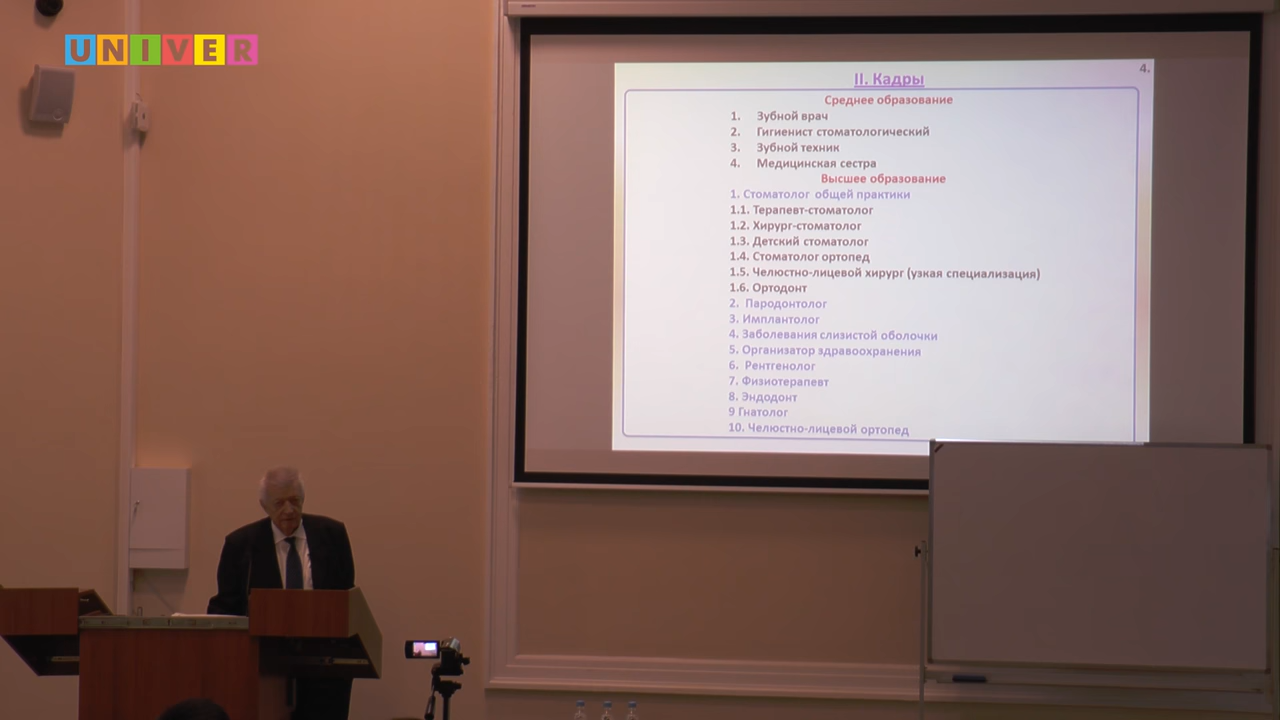 UNIVER
4.
II. Кадры
Среднее образование
1. Зубной врач
2. Гигиенист стоматологический
3. Зубной техник
4. Медицинская сестра
Высшее образование
1. Стоматолог общей практики
1.1. Терапевт-стоматолог
1.2. Хирург-стоматолог
1.3. Детский стоматолог
1.4. Стоматолог ортопед
1.5. Челюстно-лицевой хирург (узкая специализация)
1.6. Ортодонт
2. Пародонтолог
3. Имплантолог
4. Заболевания слизистой оболочки
5. Организатор здравоохранения
6. Рентгенолог
7. Физиотерапевт
8. Эндодонт
9 Гнатолог
10. Челюстно-лицевой ортопед